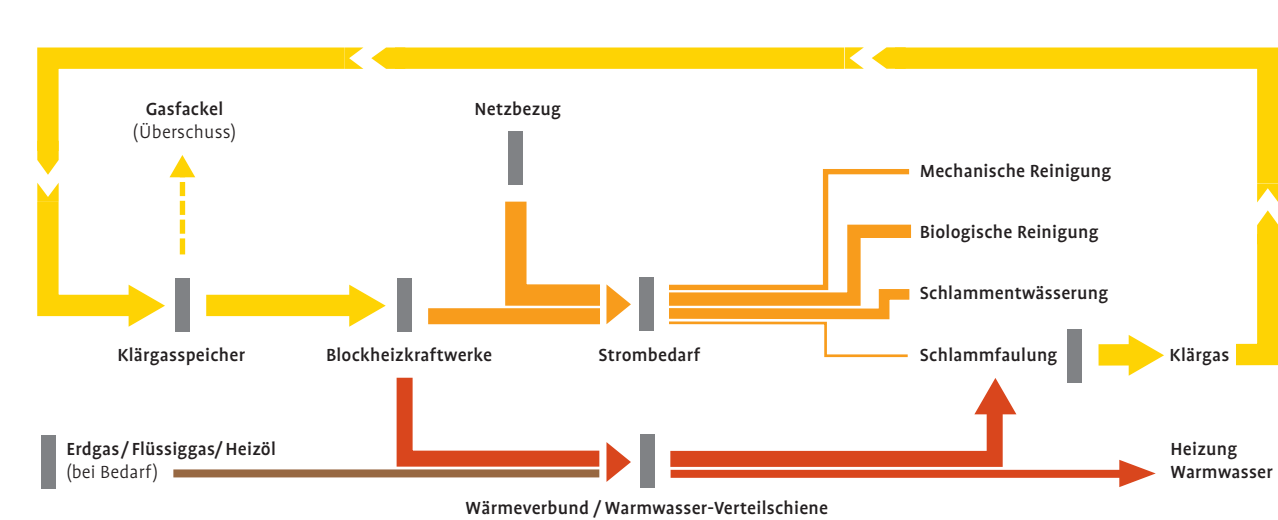 Gasfackel
(Überschuss)
Netzbezug
Mechanische Reinigung
Biologische Reinigung
Schlammentwässerung
Klärgasspeicher
Blockheizkraftwerke
Strombedarf
Schlammfaulung
Klärgas
Erdgas / Flüssiggas / Heizöl
(bei Bedarf)
Heizung
Warmwasser
Wärmeverbund / Warmwasser-Verteilschiene